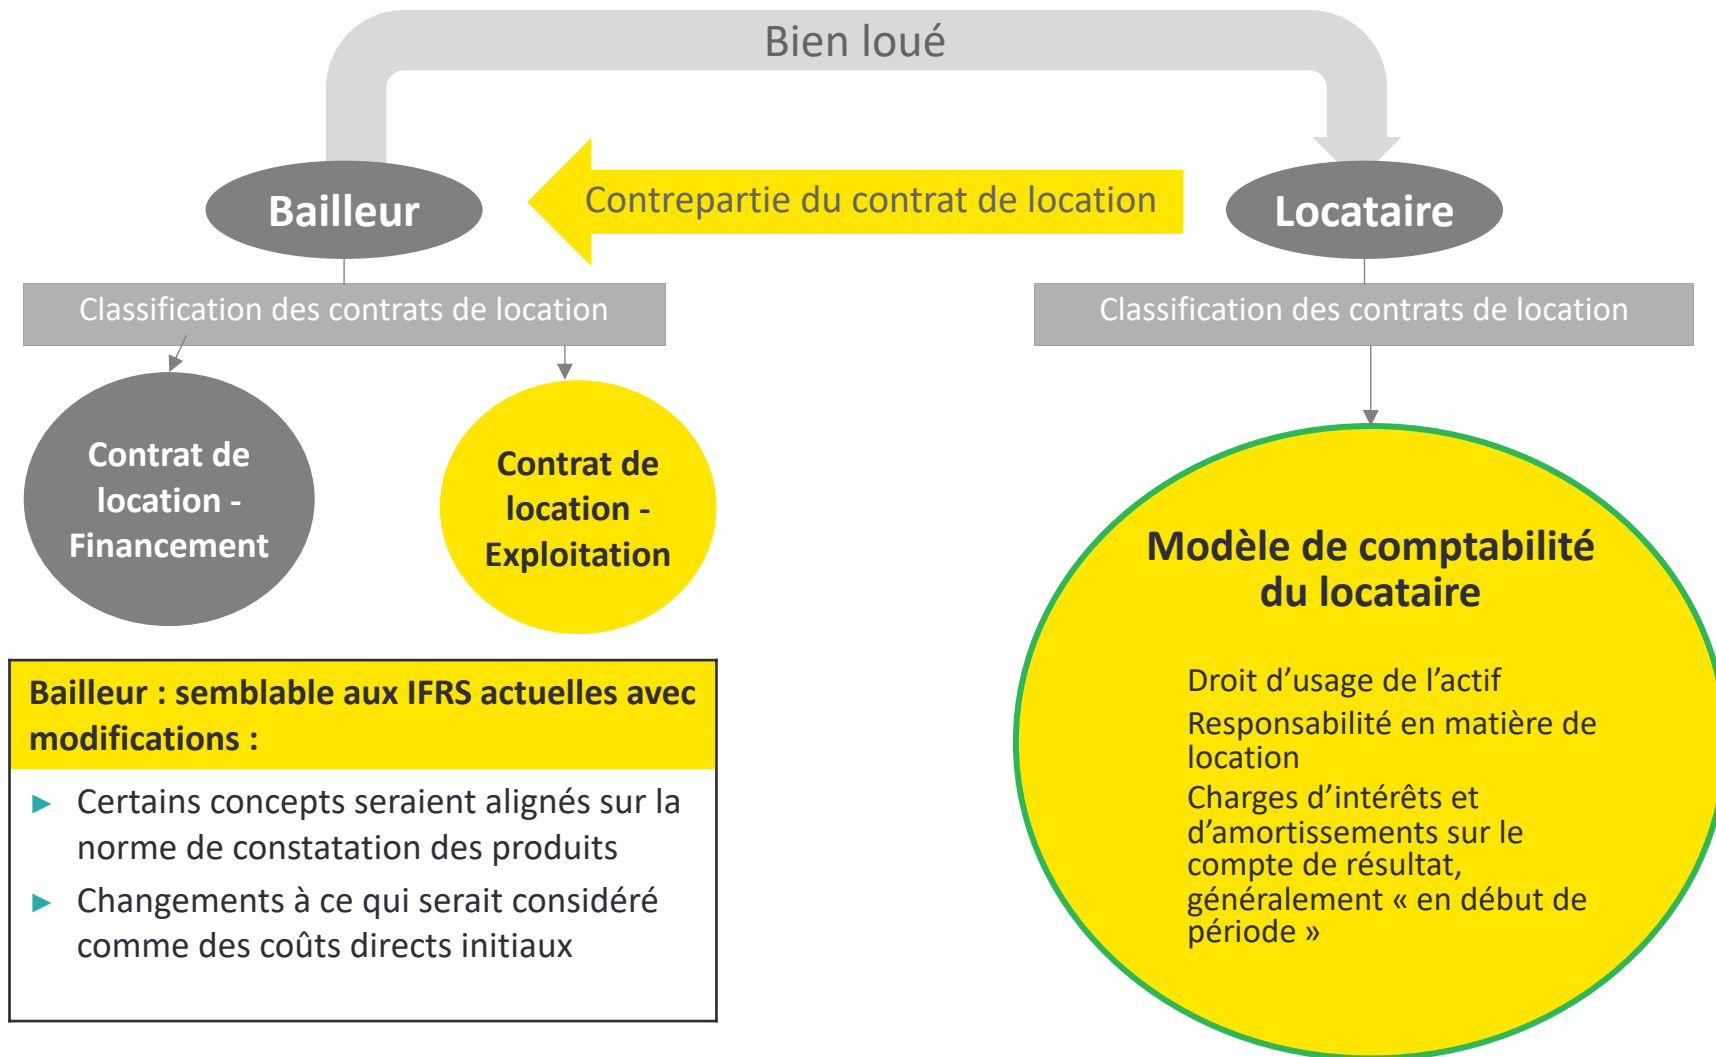 Bien loué
Bailleur
Contrepartie du contrat de location
Locataire
Classification des contrats de location
Classification des contrats de location
Contrat de
location -
Financement
Contrat de
location -
Exploitation
Modèle de comptabilité
du locataire
Droit d’usage de l’actif
Responsabilité en matière de
location
Charges d’intérêts et
d’amortissements sur le
compte de résultat,
généralement « en début de
période »
Bailleur : semblable aux IFRS actuelles avec
modifications :
► Certains concepts seraient alignés sur la
norme de constatation des produits
► Changements à ce qui serait considéré
comme des coûts directs initiaux